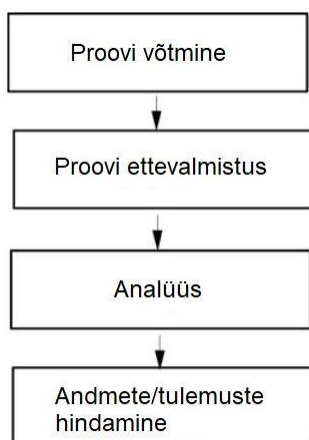 Proovi võtmine
Proovi ettevalmistus
Analüüs
Andmete/tulemuste
hindamine